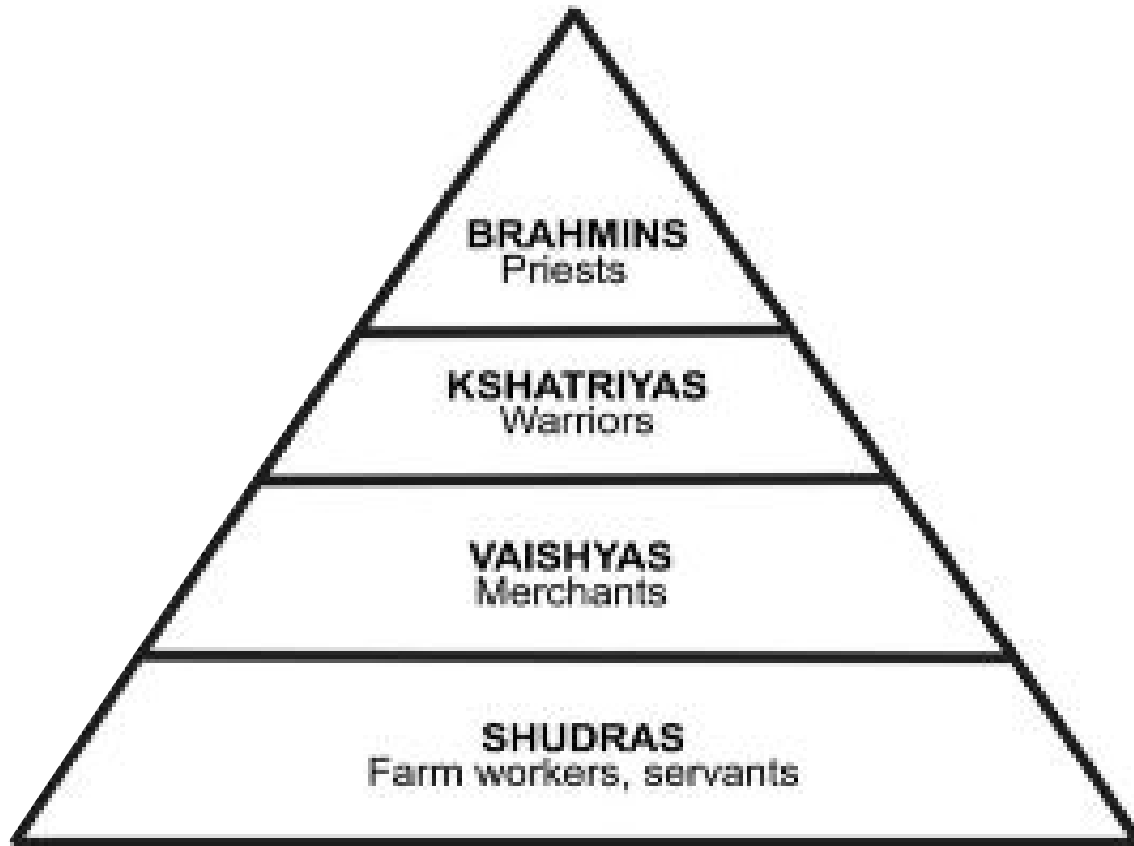 BRAHMINS
Priests
KSHATRIYAS
Warriors
VAISHYAS
Merchants
SHUDRAS
Farm workers, servants